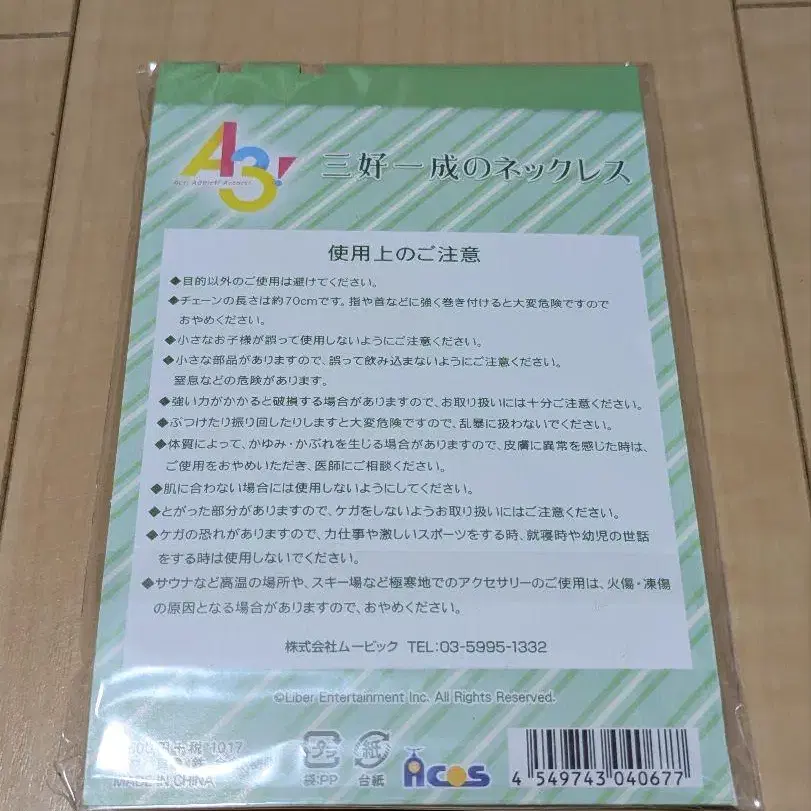 A3!
Act! Addict! Actors!
三好一成のネックレス
使用上のご注意
◆目的以外のご使用は避けてください。
◆チェーンの長さは約70cmです。指や首などに強く巻き付けると大変危険ですので
おやめください。
◆小さなお子様が誤って使用しないようにご注意ください。
◆小さな部品がありますので、誤って飲み込まないようにご注意ください。
窒息などの危険があります。
◆強い力がかかると破損する場合がありますので、お取り扱いには十分ご注意ください。
◆ぶつけたり振り回したりしますと大変危険ですので、乱暴に扱わないでください。
◆体質によって、かゆみ・かぶれを生じる場合がありますので、皮膚に異常を感じた時は、
ご使用をおやめいただき、医師にご相談ください。
◆肌に合わない場合には使用しないようにしてください。
◆とがった部分がありますので、ケガをしないようお取り扱いにはご注意ください。
◆ケガの恐れがありますので、力仕事や激しいスポーツをする時、就寝時や幼児の世話
をする時は使用しないでください。
◆サウナなど高温の場所や、スキー場など極寒地でのアクセサリーのご使用は、火傷・凍傷
の原因となる場合がありますので、おやめください。
株式会社ムービック TEL:03-5995-1332
©Liber Entertainment Inc. All Rights Reserved.
円+税 1017
MADE IN CHINA
プラ
袋:PP
紙
台紙
Acos
4 549743 040677